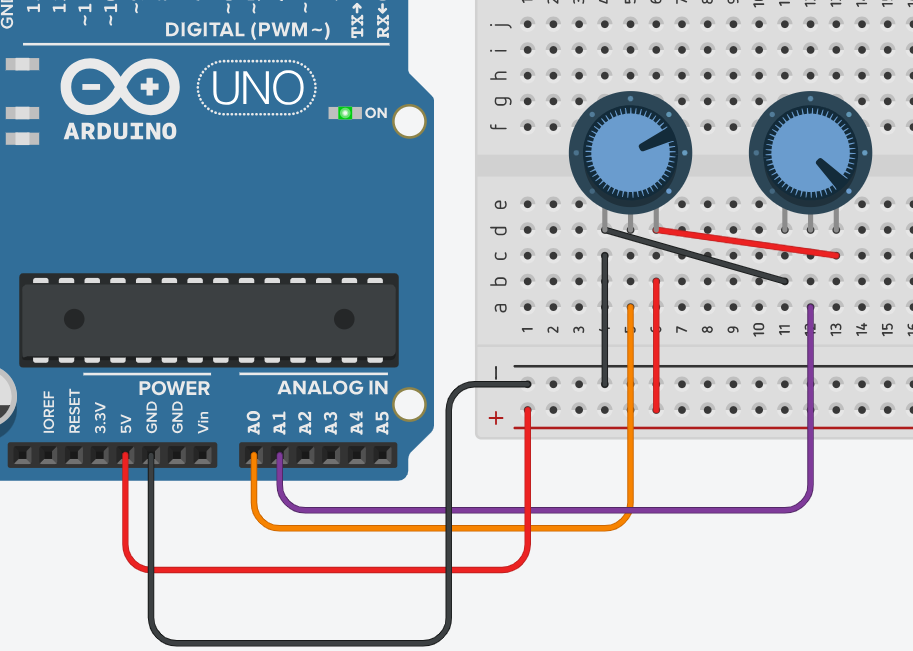 DIGITAL (PWM ~)
TX→
RX←
UNO
ON
ARDUINO
j
i
h
g
f
e
d
c
b
a
1 2 3 4 5 6 7 8 9 10 11 12 13 14 15
−
+
POWER
ANALOG IN
IOREF
RESET
3.3V
5V
GND
GND
Vin
A0
A1
A2
A3
A4
A5